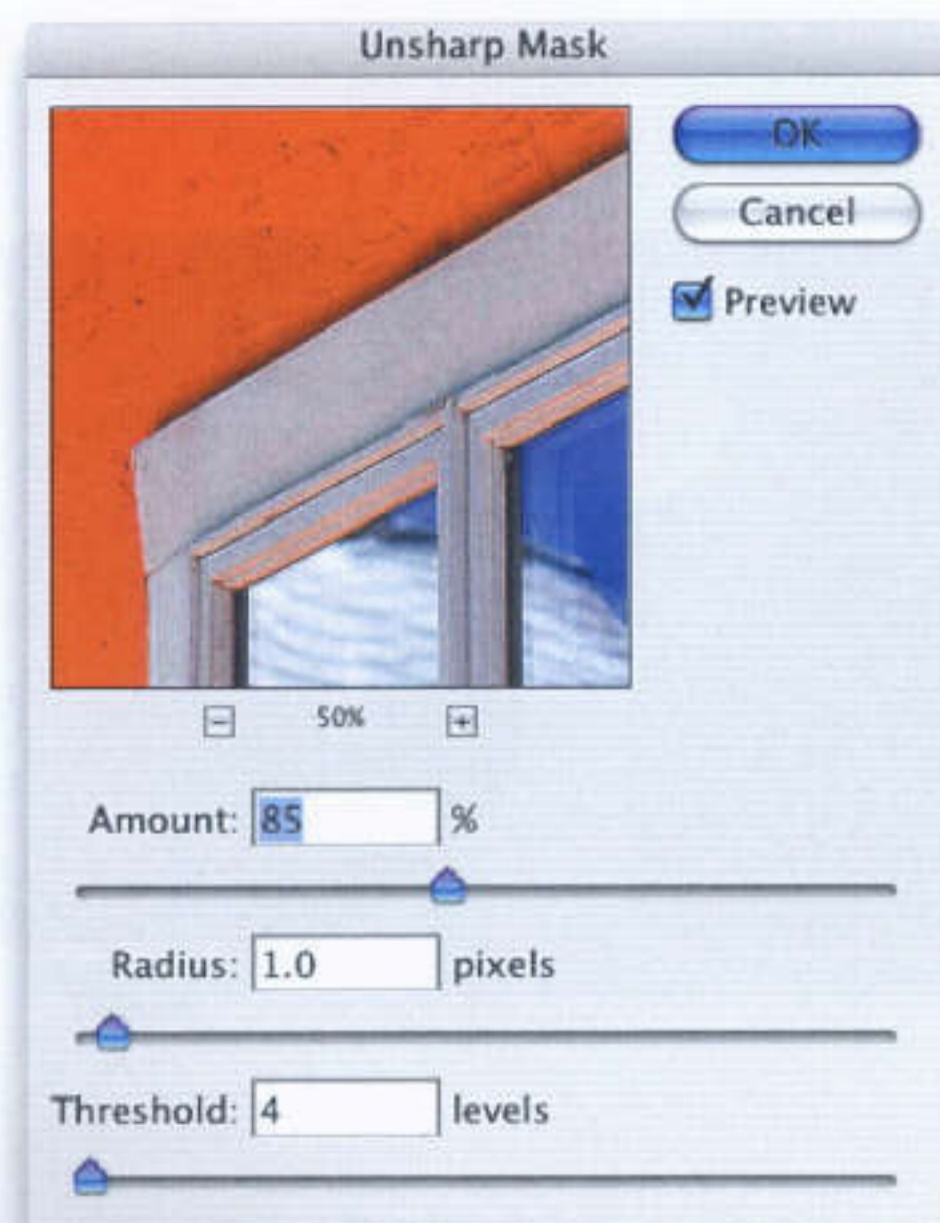 Unsharp Mask
OK
Cancel
Preview
50%
Amount: 85 %
Radius: 1.0 pixels
Threshold: 4 levels